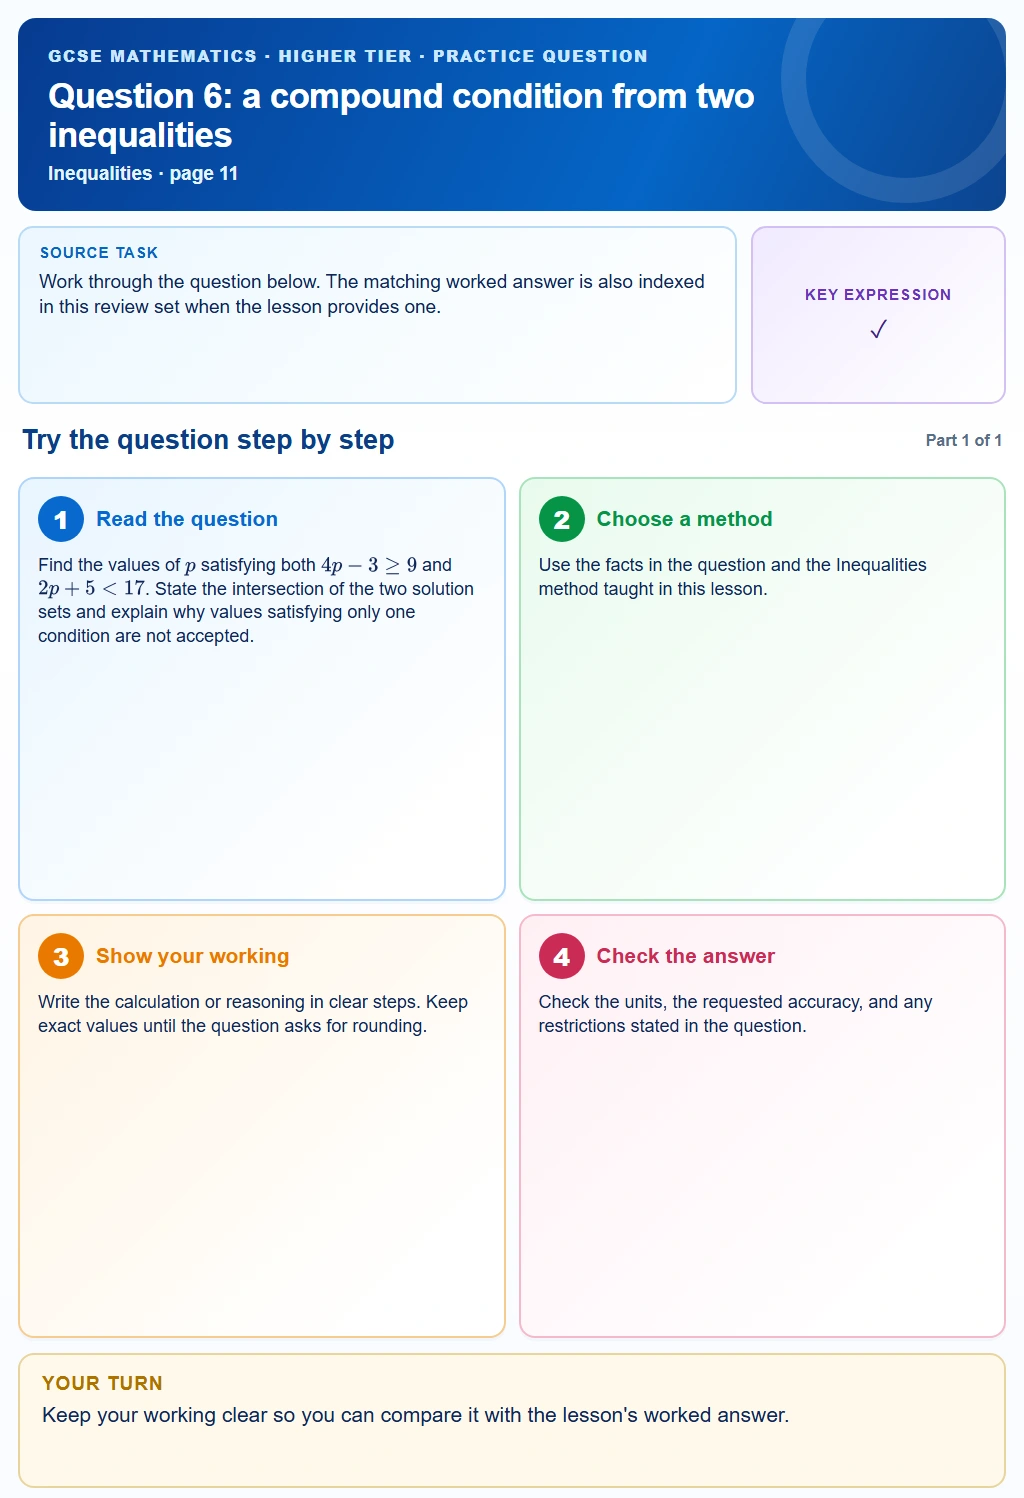 GCSE MATHEMATICS · HIGHER TIER · PRACTICE QUESTION
Question 6: a compound condition from two
inequalities
Inequalities · page 11
SOURCE TASK
Work through the question below. The matching worked answer is also indexed
in this review set when the lesson provides one.
KEY EXPRESSION
✓
Try the question step by step
Part 1 of 1
1 Read the question
Find the values of p satisfying both 4p − 3 ≥ 9 and
2p + 5 < 17. State the intersection of the two solution
sets and explain why values satisfying only one
condition are not accepted.
2 Choose a method
Use the facts in the question and the Inequalities
method taught in this lesson.
3 Show your working
Write the calculation or reasoning in clear steps. Keep
exact values until the question asks for rounding.
4 Check the answer
Check the units, the requested accuracy, and any
restrictions stated in the question.
YOUR TURN
Keep your working clear so you can compare it with the lesson's worked answer.